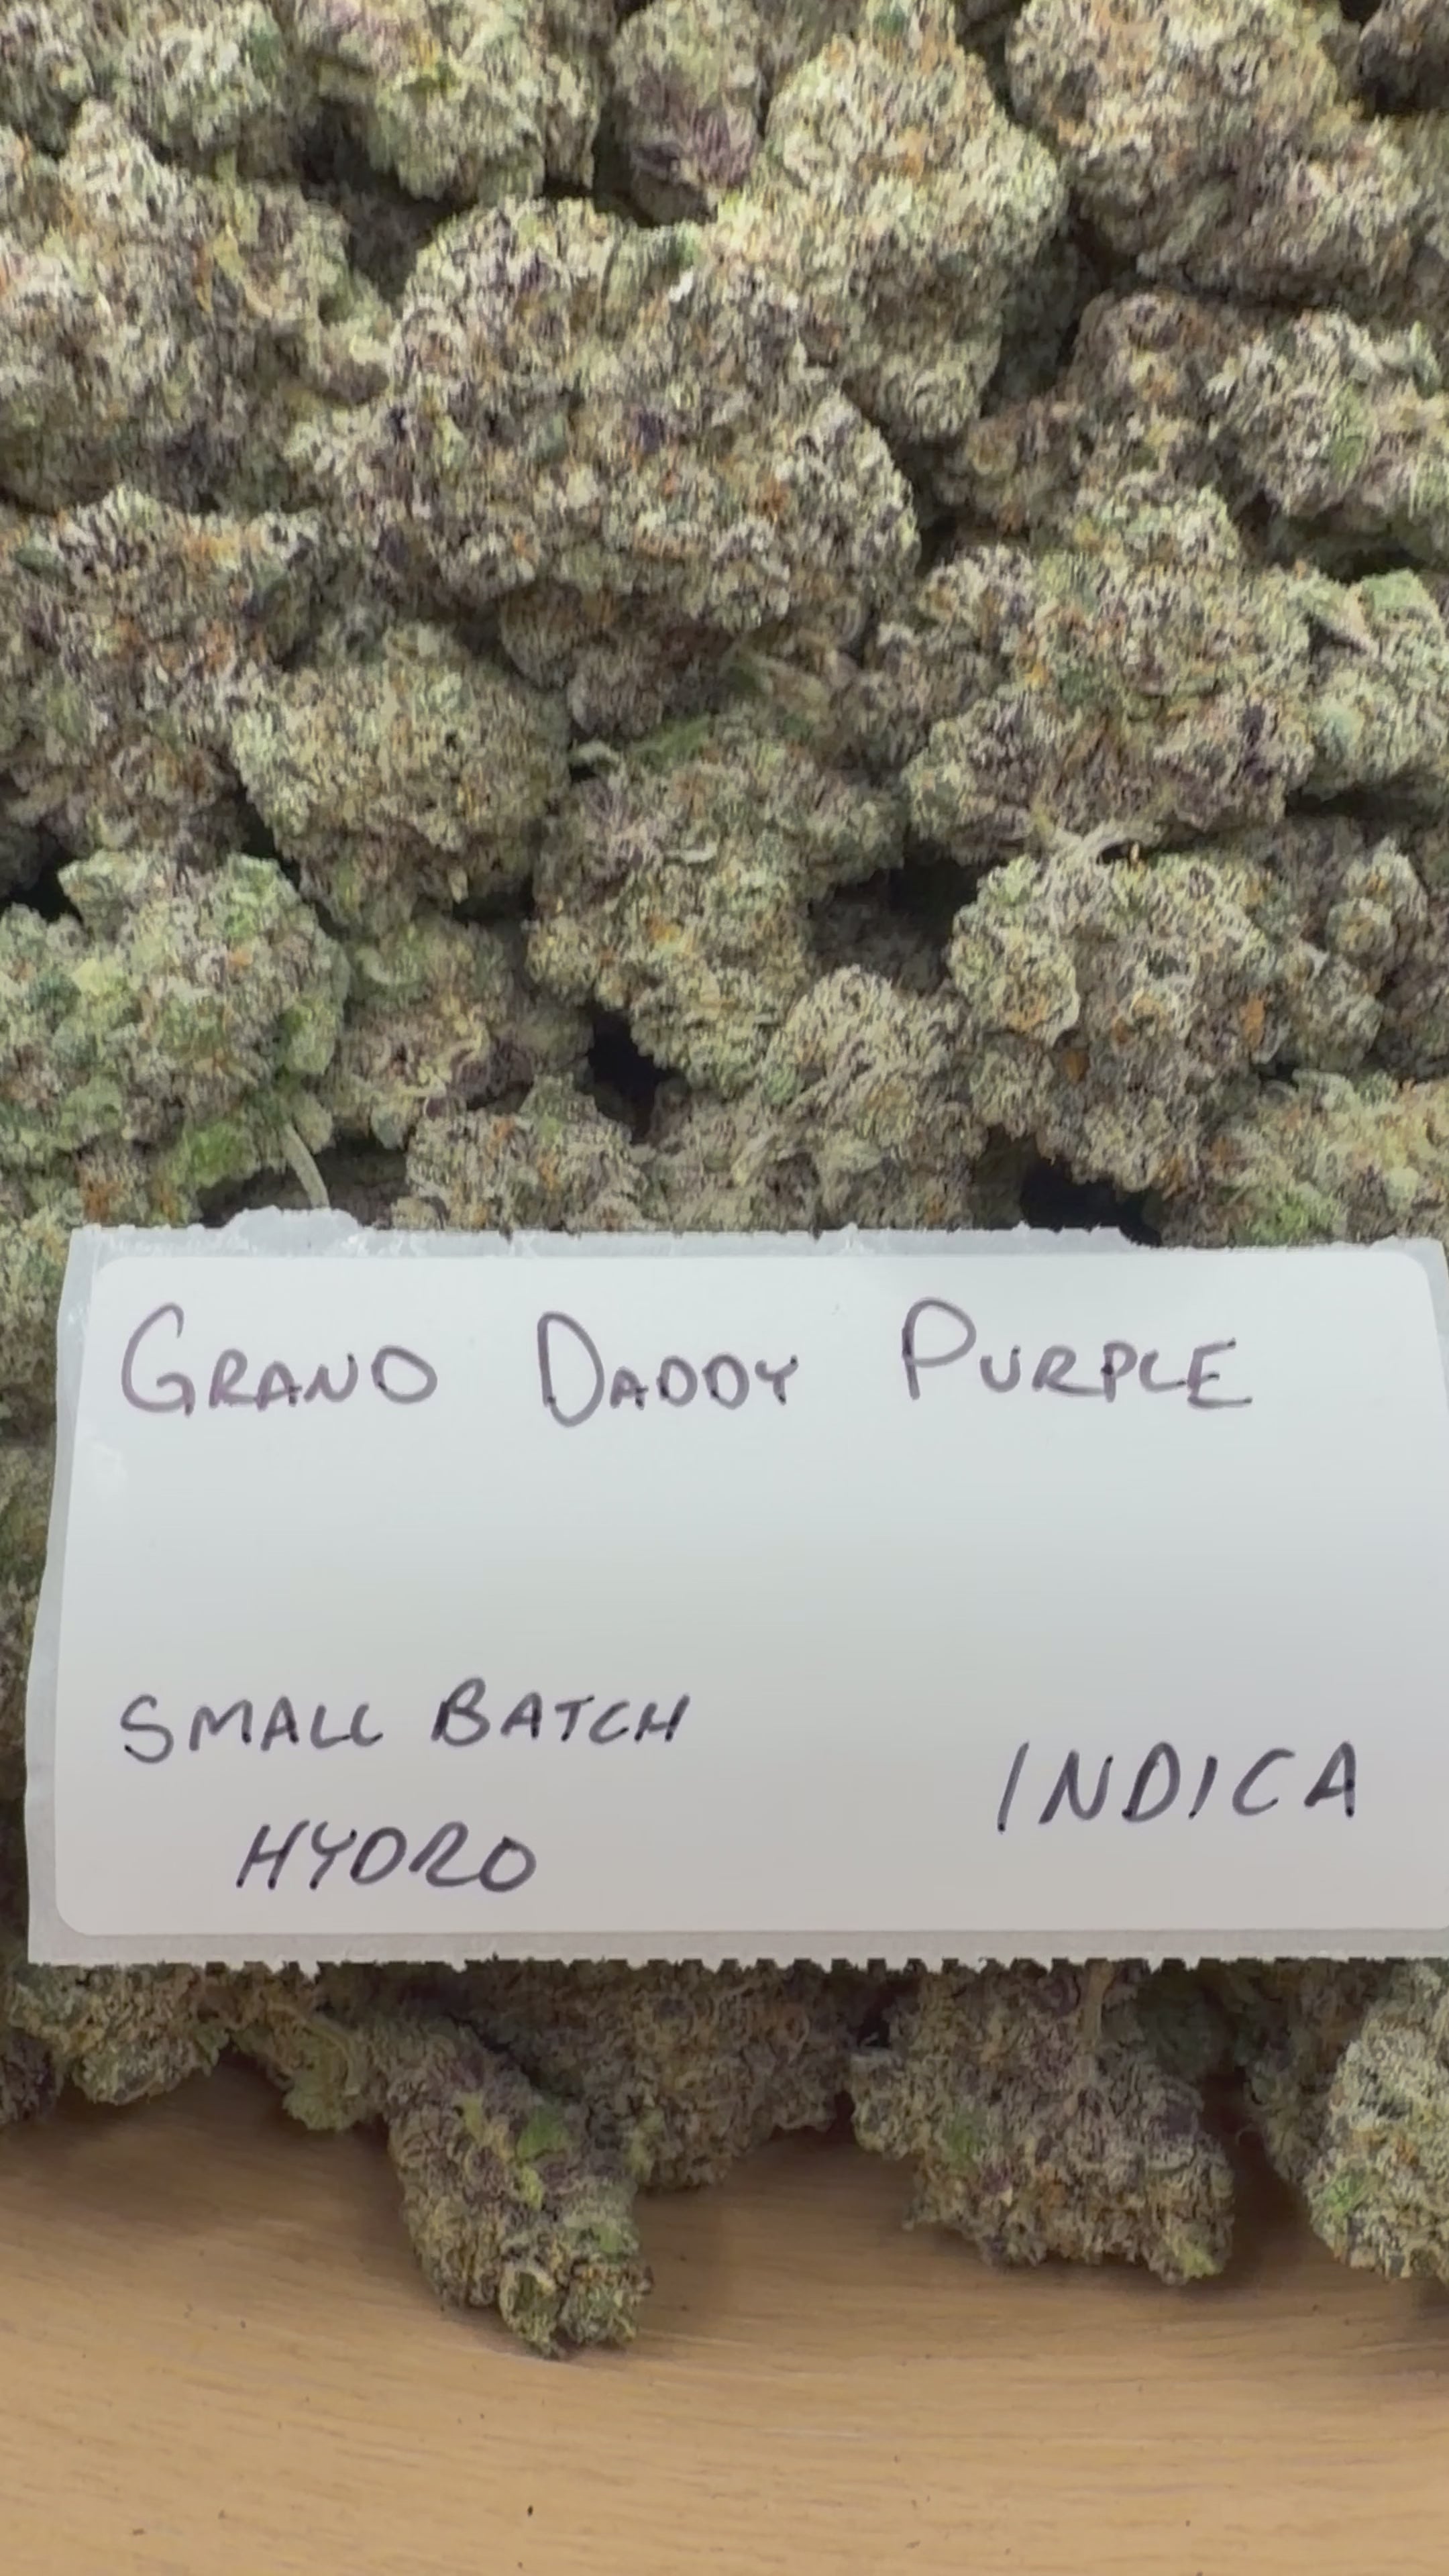 GRAND DADDY PURPLE
SMALL BATCH
HYDRO
INDICA